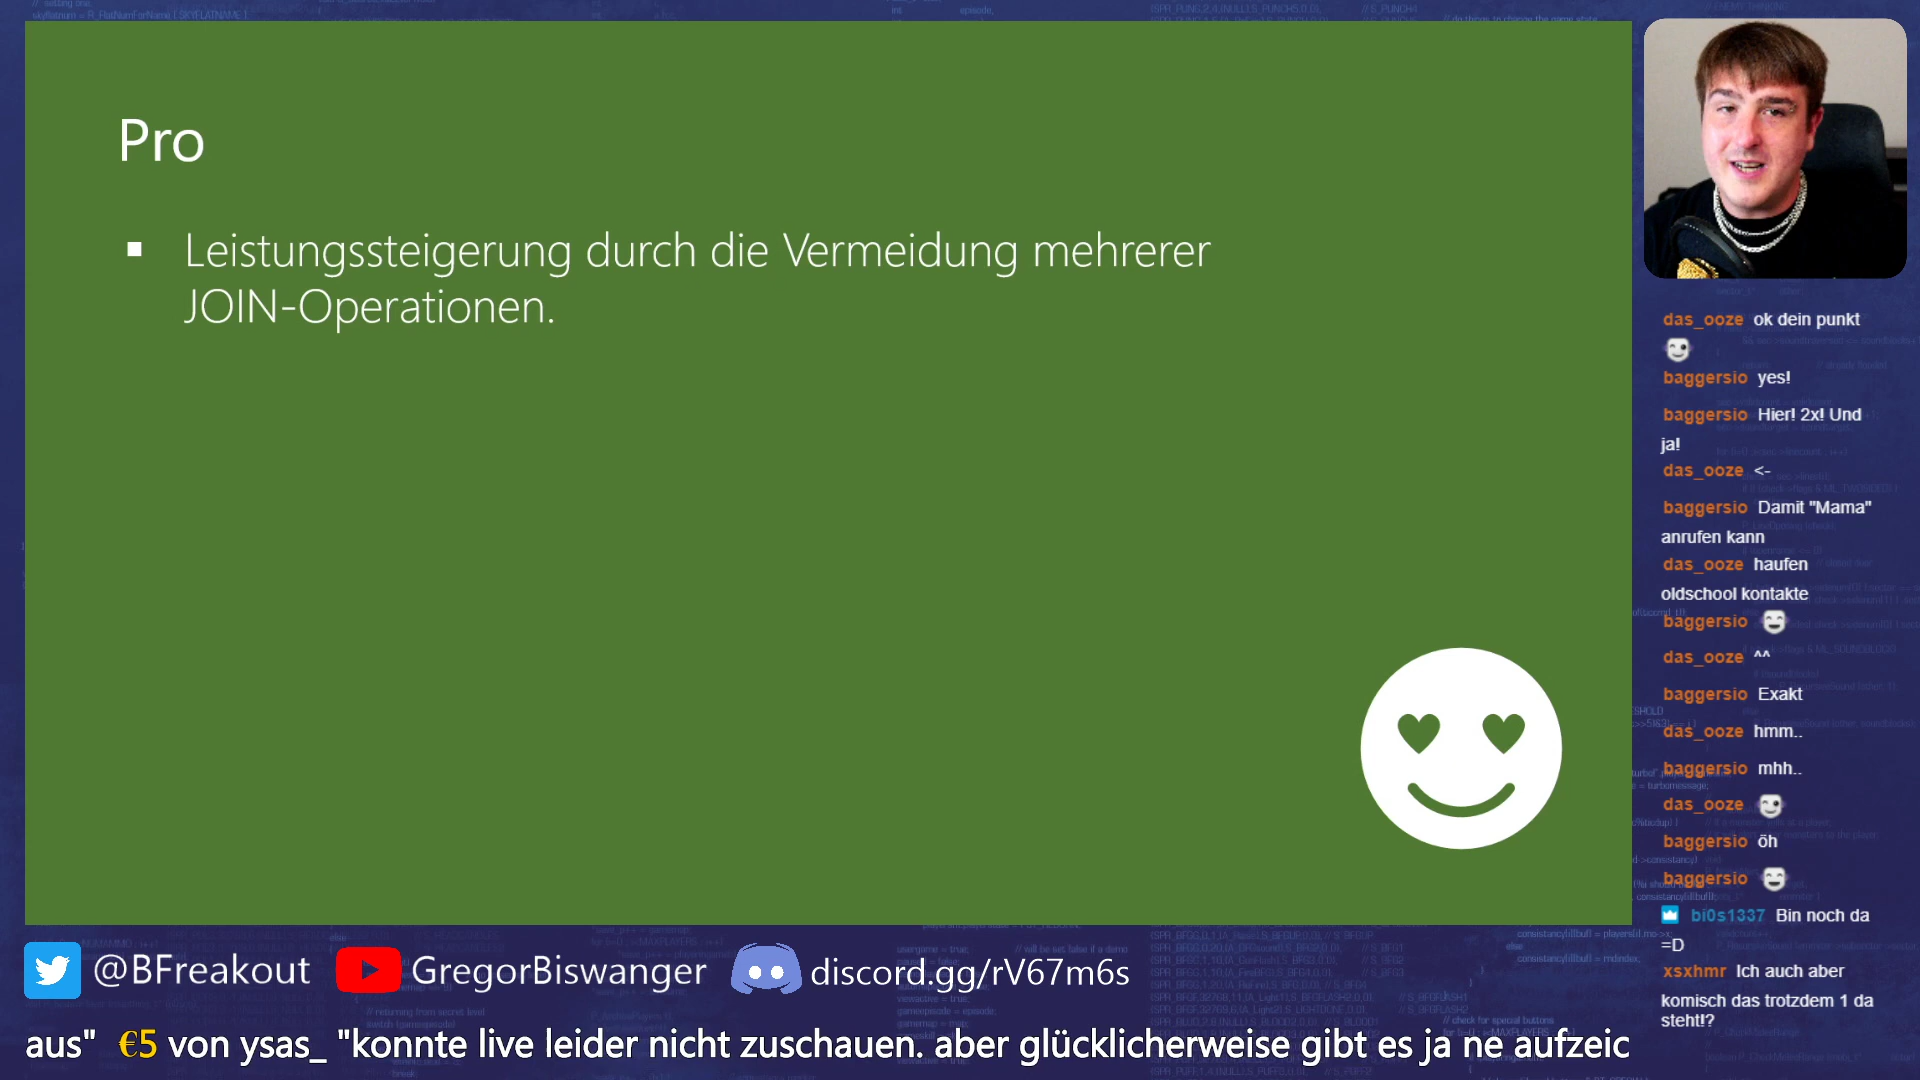 Pro
▪ Leistungssteigerung durch die Vermeidung mehrerer
JOIN-Operationen.
das_ooze ok dein punkt
baggersio yes!
baggersio Hier! 2x! Und
ja!
das_ooze <-
baggersio Damit "Mama"
anrufen kann
das_ooze haufen
oldschool kontakte
baggersio
das_ooze ^^
baggersio Exakt
das_ooze hmm..
baggersio mhh..
das_ooze
baggersio öh
baggersio
bi0s1337 Bin noch da
=D
xsxhmr Ich auch aber
komisch das trotzdem 1 da
steht!?
@BFreakout GregorBiswanger discord.gg/rV67m6s
aus" €5 von ysas_ "konnte live leider nicht zuschauen. aber glücklicherweise gibt es ja ne aufzeic